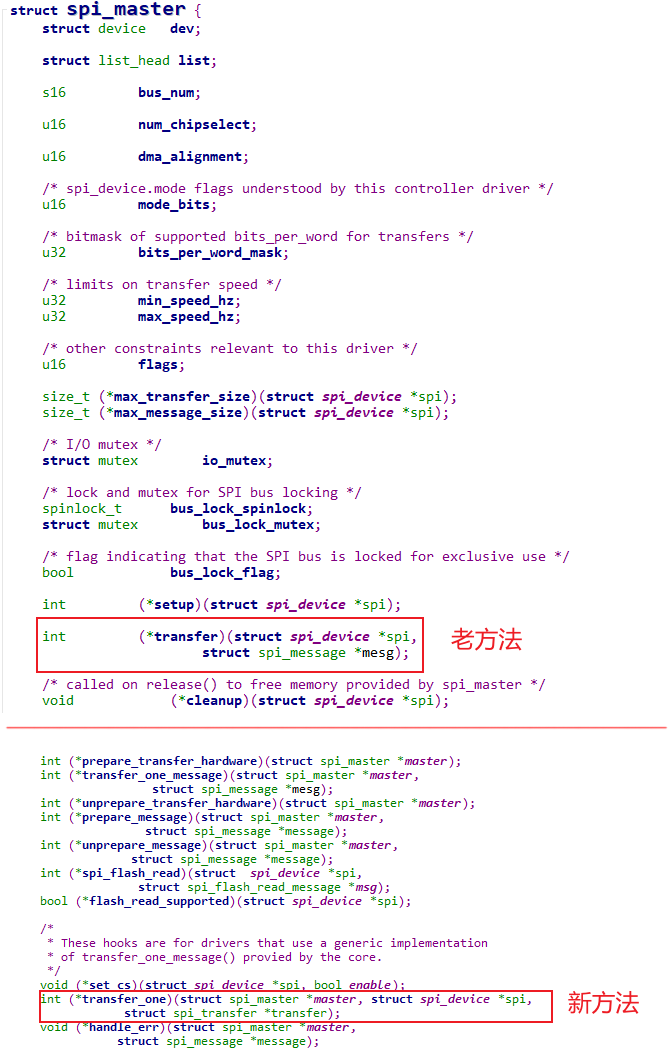 struct spi_master {
struct device dev;
struct list_head list;
s16 bus_num;
u16 num_chipselect;
u16 dma_alignment;
/* spi_device.mode flags understood by this controller driver */
u16 mode_bits;
/* bitmask of supported bits_per_word for transfers */
u32 bits_per_word_mask;
/* limits on transfer speed */
u32 min_speed_hz;
u32 max_speed_hz;
/* other constraints relevant to this driver */
u16 flags;
size_t (*max_transfer_size)(struct spi_device *spi);
size_t (*max_message_size)(struct spi_device *spi);
/* I/O mutex */
struct mutex io_mutex;
/* lock and mutex for SPI bus locking */
spinlock_t bus_lock_spinlock;
struct mutex bus_lock_mutex;
/* flag indicating that the SPI bus is locked for exclusive use */
bool bus_lock_flag;
int (*setup)(struct spi_device *spi);
int (*transfer)(struct spi_device *spi,
struct spi_message *mesg);
老方法
/* called on release() to free memory provided by spi_master */
void (*cleanup)(struct spi_device *spi);
int (*prepare_transfer_hardware)(struct spi_master *master);
int (*transfer_one_message)(struct spi_master *master,
struct spi_message *mesg);
int (*unprepare_transfer_hardware)(struct spi_master *master);
int (*prepare_message)(struct spi_master *master,
struct spi_message *message);
int (*unprepare_message)(struct spi_master *master,
struct spi_message *message);
int (*spi_flash_read)(struct spi_device *spi,
struct spi_flash_read_message *msg);
bool (*flash_read_supported)(struct spi_device *spi);
/*
* These hooks are for drivers that use a generic implementation
* of transfer_one_message() provied by the core.
*/
void (*set_cs)(struct spi_device *spi, bool enable);
int (*transfer_one)(struct spi_master *master, struct spi_device *spi,
struct spi_transfer *transfer);
新方法
void (*handle_err)(struct spi_master *master,
struct spi_message *message);